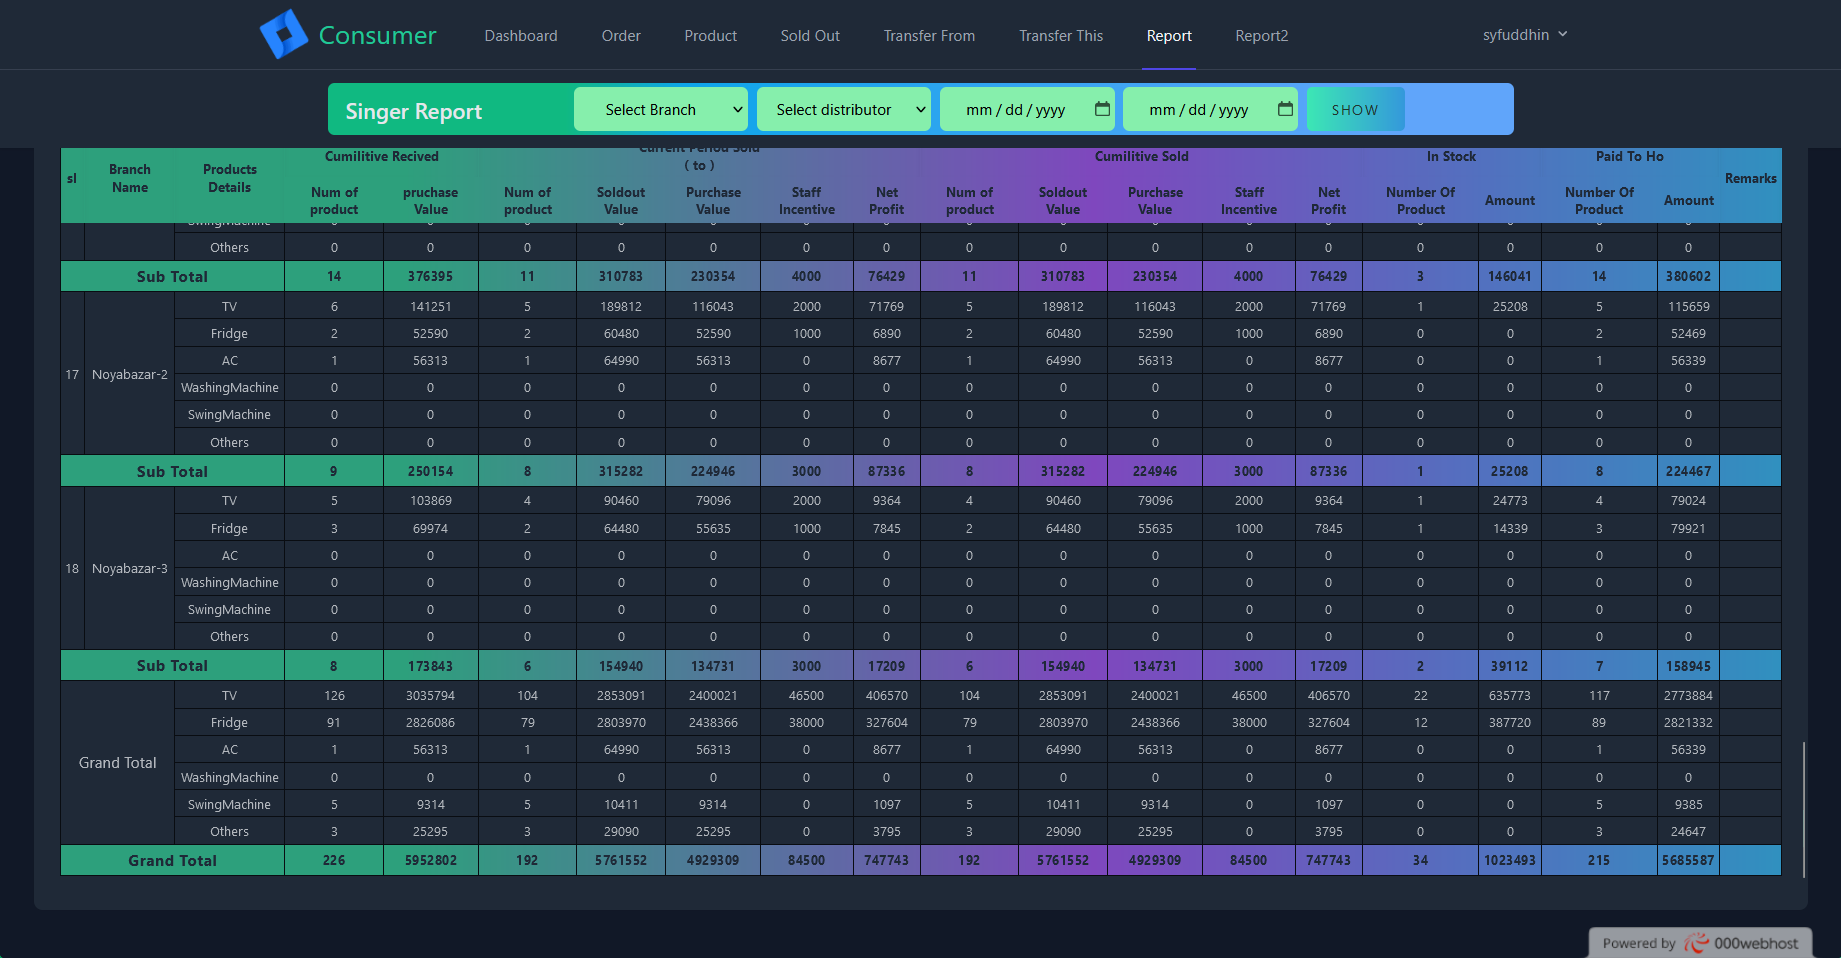 Consumer Dashboard Order Product Sold Out Transfer From Transfer This Report Report2 syfuddhin
Singer Report Select Branch Select distributor mm / dd / yyyy mm / dd / yyyy SHOW
sl Branch Name Products Details Cumilitive Recived Current Period Sold ( to ) Cumilitive Sold In Stock Paid To Ho Remarks
Num of product pruchase Value Num of product Soldout Value Purchase Value Staff Incentive Net Profit Num of product Soldout Value Purchase Value Staff Incentive Net Profit Number Of Product Amount Number Of Product Amount
SwingMachine
Others 0 0 0 0 0 0 0 0 0 0 0 0 0 0 0 0
Sub Total 14 376395 11 310783 230354 4000 76429 11 310783 230354 4000 76429 3 146041 14 380602
TV 6 141251 5 189812 116043 2000 71769 5 189812 116043 2000 71769 1 25208 5 115659
Fridge 2 52590 2 60480 52590 1000 6890 2 60480 52590 1000 6890 0 0 2 52469
AC 1 56313 1 64990 56313 0 8677 1 64990 56313 0 8677 0 0 1 56339
17 Noyabazar-2 WashingMachine 0 0 0 0 0 0 0 0 0 0 0 0 0 0 0 0
SwingMachine 0 0 0 0 0 0 0 0 0 0 0 0 0 0 0 0
Others 0 0 0 0 0 0 0 0 0 0 0 0 0 0 0 0
Sub Total 9 250154 8 315282 224946 3000 87336 8 315282 224946 3000 87336 1 25208 8 224467
TV 5 103869 4 90460 79096 2000 9364 4 90460 79096 2000 9364 1 24773 4 79024
Fridge 3 69974 2 64480 55635 1000 7845 2 64480 55635 1000 7845 1 14339 3 79921
AC 0 0 0 0 0 0 0 0 0 0 0 0 0 0 0 0
18 Noyabazar-3 WashingMachine 0 0 0 0 0 0 0 0 0 0 0 0 0 0 0 0
SwingMachine 0 0 0 0 0 0 0 0 0 0 0 0 0 0 0 0
Others 0 0 0 0 0 0 0 0 0 0 0 0 0 0 0 0
Sub Total 8 173843 6 154940 134731 3000 17209 6 154940 134731 3000 17209 2 39112 7 158945
TV 126 3035794 104 2853091 2400021 46500 406570 104 2853091 2400021 46500 406570 22 635773 117 2773884
Fridge 91 2826086 79 2803970 2438366 38000 327604 79 2803970 2438366 38000 327604 12 387720 89 2821332
AC 1 56313 1 64990 56313 0 8677 1 64990 56313 0 8677 0 0 1 56339
Grand Total WashingMachine 0 0 0 0 0 0 0 0 0 0 0 0 0 0 0 0
SwingMachine 5 9314 5 10411 9314 0 1097 5 10411 9314 0 1097 0 0 5 9385
Others 3 25295 3 29090 25295 0 3795 3 29090 25295 0 3795 0 0 3 24647
Grand Total 226 5952802 192 5761552 4929309 84500 747743 192 5761552 4929309 84500 747743 34 1023493 215 5685587
Powered by 000webhost